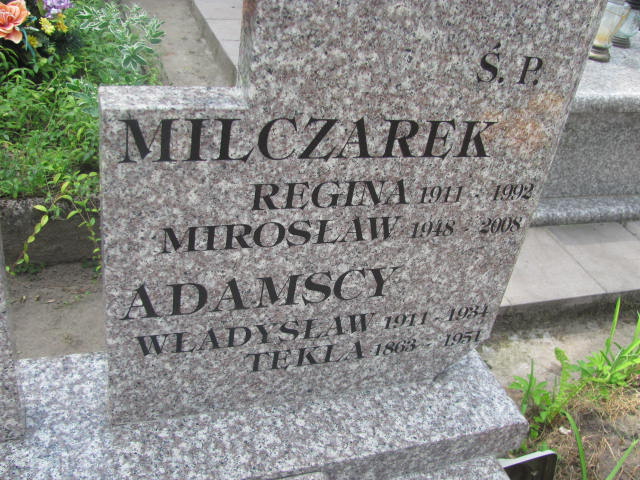 Ś.P.
MILCZAREK
REGINA 1911 - 1992
MIROSŁAW 1948 - 2008
ADAMSCY
WŁADYSŁAW 1911 - 1934
TEKLA 1863 - 1951